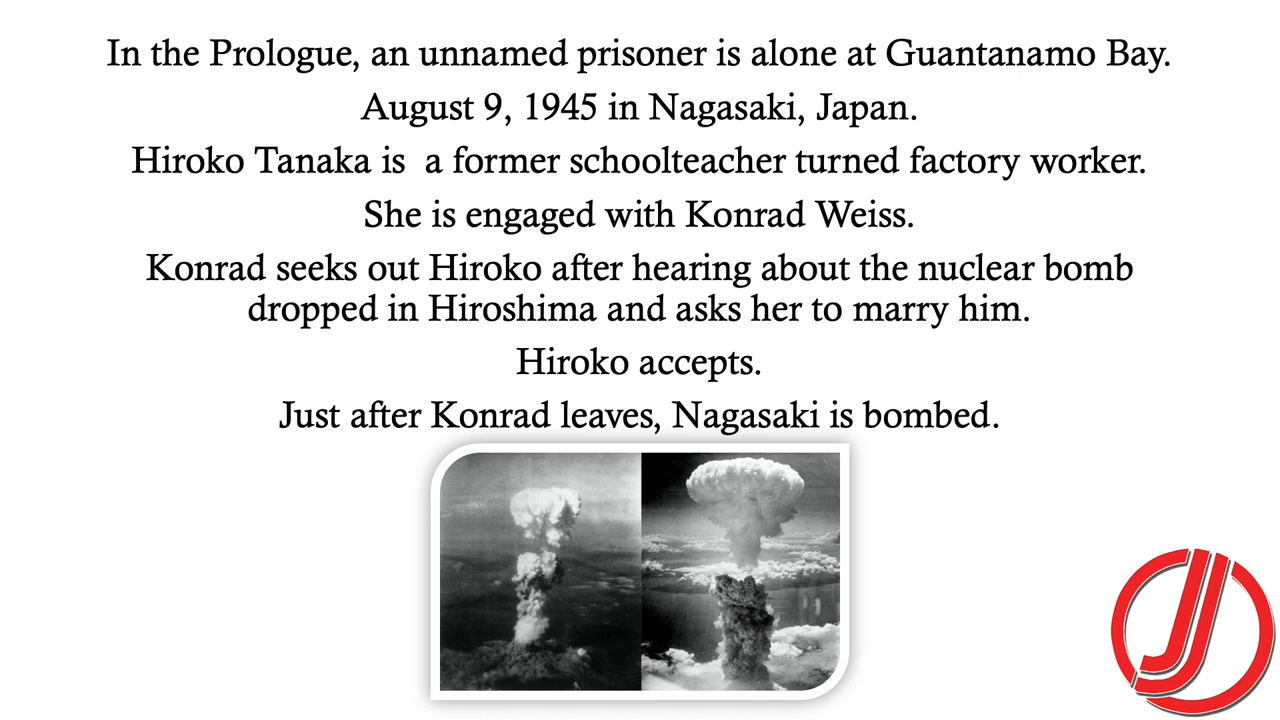 In the Prologue, an unnamed prisoner is alone at Guantanamo Bay.
August 9, 1945 in Nagasaki, Japan.
Hiroko Tanaka is  a former schoolteacher turned factory worker.
She is engaged with Konrad Weiss.
Konrad seeks out Hiroko after hearing about the nuclear bomb
dropped in Hiroshima and asks her to marry him.
Hiroko accepts.
Just after Konrad leaves, Nagasaki is bombed.
JJ